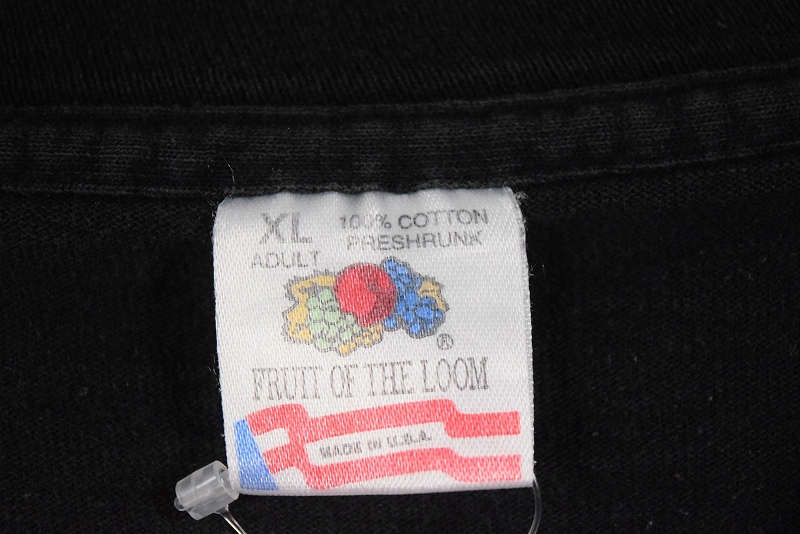 XL 100% COTTON
ADULT PRESHRUNK
®
FRUIT OF THE LOOM
MADE IN U.S.A.